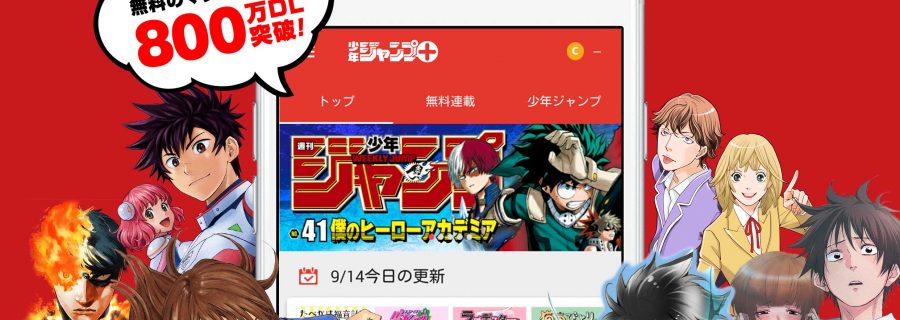 無料のマ
800万DL
突破!
少年ジャンプ+
C
トップ
無料連載
少年ジャンプ
週刊少年
WEEKLY JUMP
ジャンプ
41 僕のヒーローアカデミア
9/14今日の更新